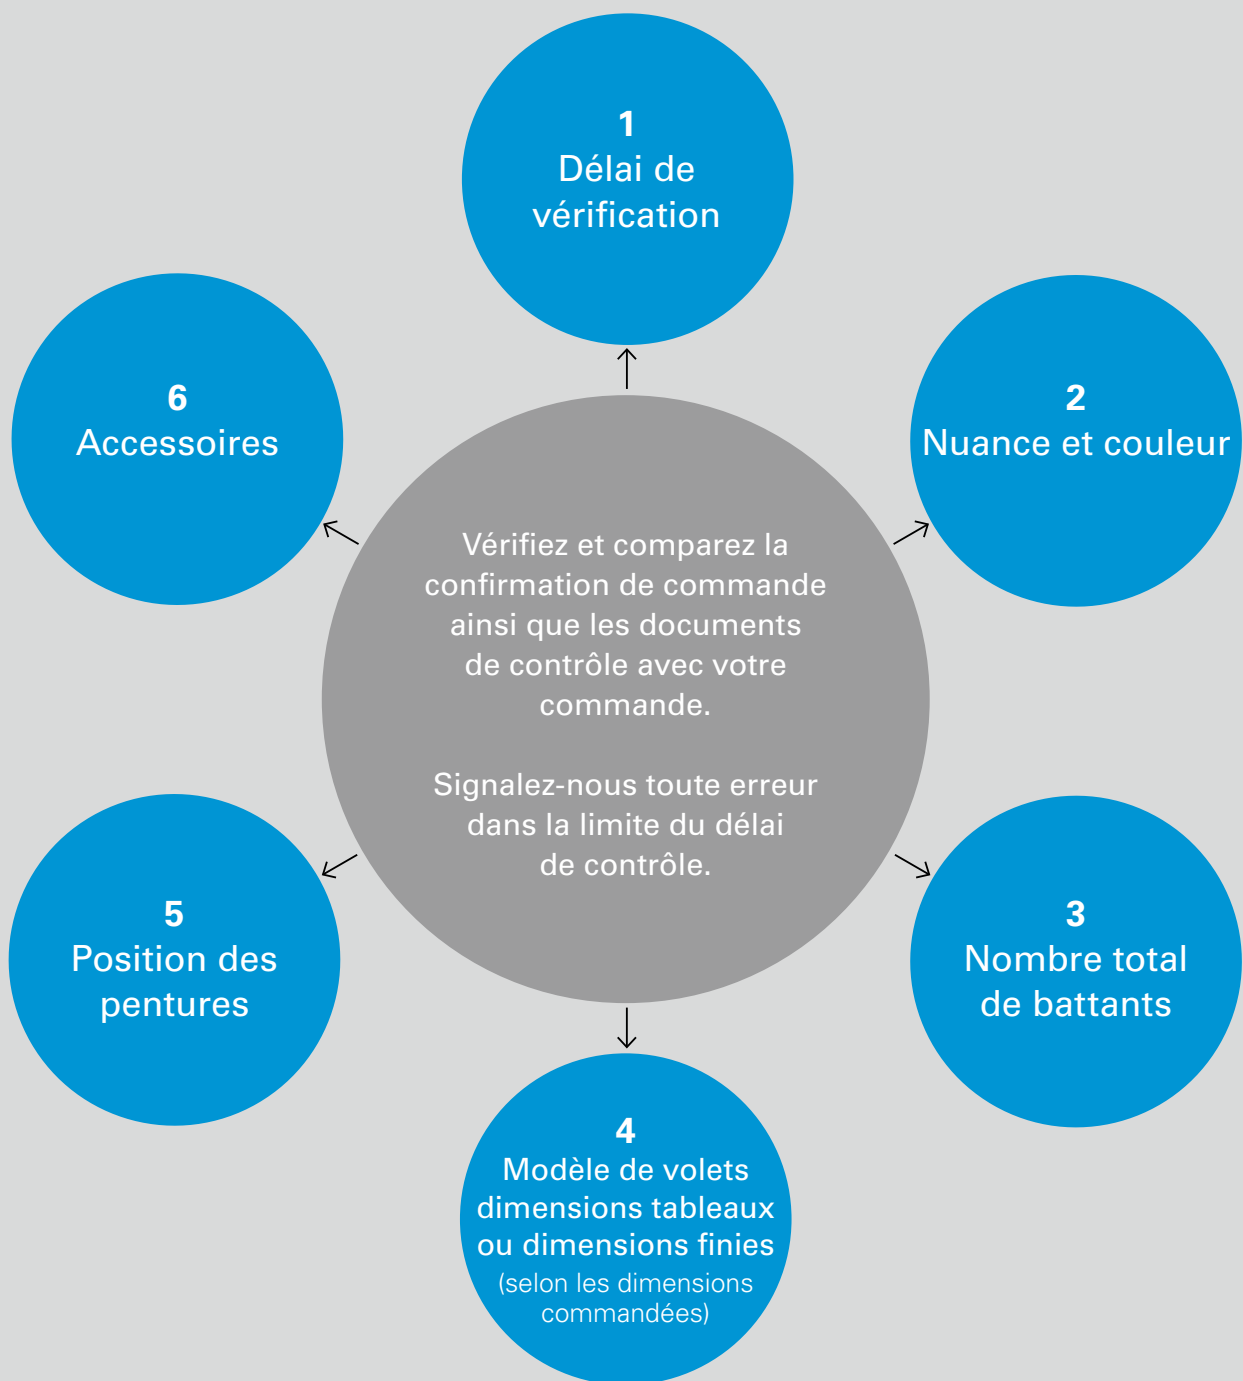 1
Délai de
vérification
2
Nuance et couleur
3
Nombre total
de battants
4
Modèle de volets
dimensions tableaux
ou dimensions finies
(selon les dimensions
commandées)
5
Position des
pentures
6
Accessoires
Vérifiez et comparez la
confirmation de commande
ainsi que les documents
de contrôle avec votre
commande.
Signalez-nous toute erreur
dans la limite du délai
de contrôle.